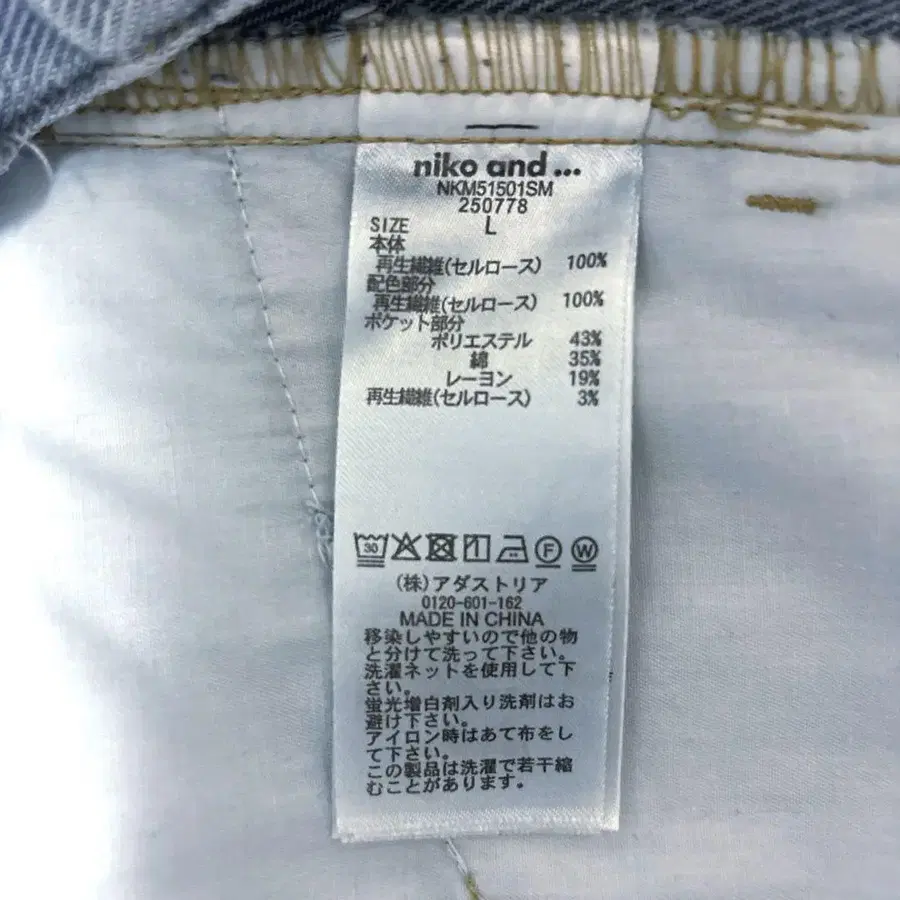 niko and ...
NKM51501SM
250778
SIZE L
本体
再生繊維(セルロース) 100%
配色部分
再生繊維(セルロース) 100%
ポケット部分
ポリエステル 43%
綿 35%
レーヨン 19%
再生繊維(セルロース) 3%
30 F W
(株)アダストリア
0120-601-162
MADE IN CHINA
移染しやすいので他の物
と分けて洗って下さい。
洗濯ネットを使用して下
さい。
蛍光増白剤入り洗剤はお
避け下さい。
アイロン時はあて布をし
て下さい。
この製品は洗濯で若干縮
むことがあります。